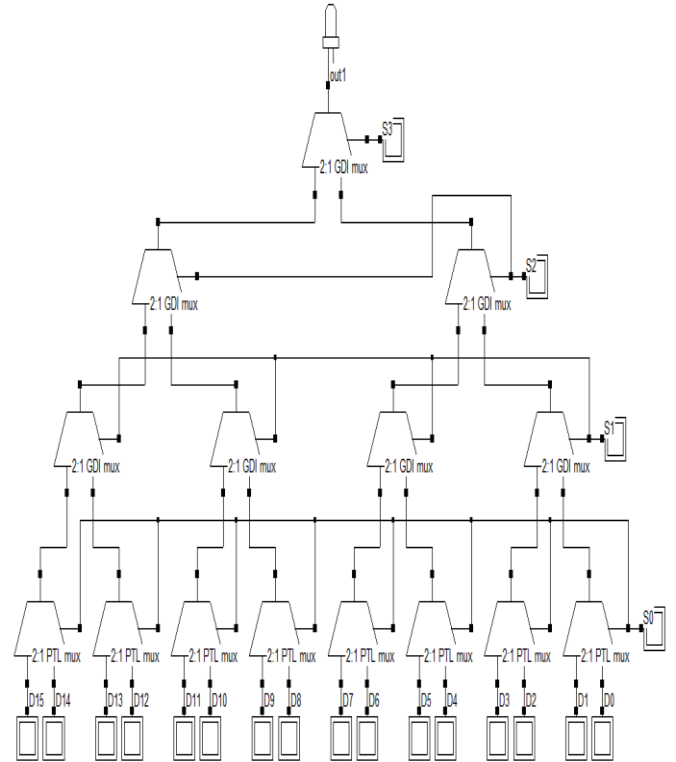 out1
S3
2:1 GDI mux
S2
2:1 GDI mux 2:1 GDI mux
S1
2:1 GDI mux 2:1 GDI mux 2:1 GDI mux 2:1 GDI mux
S0
2:1 PTL mux 2:1 PTL mux 2:1 PTL mux 2:1 PTL mux 2:1 PTL mux 2:1 PTL mux 2:1 PTL mux 2:1 PTL mux
D15 D14 D13 D12 D11 D10 D9 D8 D7 D6 D5 D4 D3 D2 D1 D0